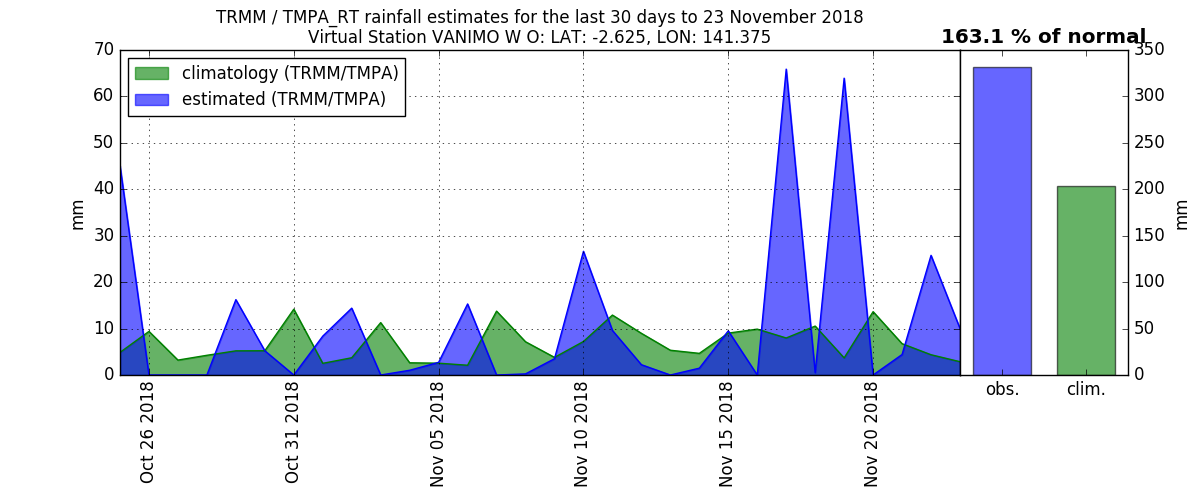 TRMM / TMPA_RT rainfall estimates for the last 30 days to 23 November 2018
Virtual Station VANIMO W O: LAT: -2.625, LON: 141.375
163.1 % of normal
climatology (TRMM/TMPA)
estimated (TRMM/TMPA)
70
60
50
40
30
20
10
0
mm
Oct 26 2018
Oct 31 2018
Nov 05 2018
Nov 10 2018
Nov 15 2018
Nov 20 2018
350
300
250
200
150
100
50
0
mm
obs.
clim.